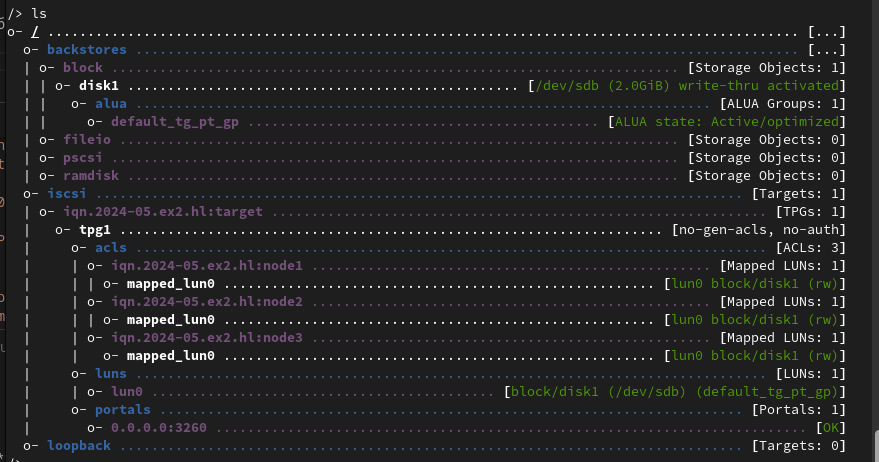 /> ls
o- / ................................................................................................ [...]
  o- backstores ..................................................................................... [...]
  | o- block ......................................................................... [Storage Objects: 1]
  | | o- disk1 .................................................. [/dev/sdb (2.0GiB) write-thru activated]
  | |   o- alua .......................................................................... [ALUA Groups: 1]
  | |     o- default_tg_pt_gp .............................................. [ALUA state: Active/optimized]
  | o- fileio ........................................................................ [Storage Objects: 0]
  | o- pscsi ......................................................................... [Storage Objects: 0]
  | o- ramdisk ....................................................................... [Storage Objects: 0]
  o- iscsi ................................................................................... [Targets: 1]
  | o- iqn.2024-05.ex2.hl:target ................................................................ [TPGs: 1]
  |   o- tpg1 .................................................................... [no-gen-acls, no-auth]
  |     o- acls ................................................................................. [ACLs: 3]
  |     | o- iqn.2024-05.ex2.hl:node1 .................................................... [Mapped LUNs: 1]
  |     | | o- mapped_lun0 ....................................................... [lun0 block/disk1 (rw)]
  |     | o- iqn.2024-05.ex2.hl:node2 .................................................... [Mapped LUNs: 1]
  |     | | o- mapped_lun0 ....................................................... [lun0 block/disk1 (rw)]
  |     | o- iqn.2024-05.ex2.hl:node3 .................................................... [Mapped LUNs: 1]
  |     |   o- mapped_lun0 ....................................................... [lun0 block/disk1 (rw)]
  |     o- luns ................................................................................. [LUNs: 1]
  |     | o- lun0 ............................................ [block/disk1 (/dev/sdb) (default_tg_pt_gp)]
  |     o- portals ........................................................................... [Portals: 1]
  |       o- 0.0.0.0:3260 ............................................................................ [OK]
  o- loopback ................................................................................ [Targets: 0]